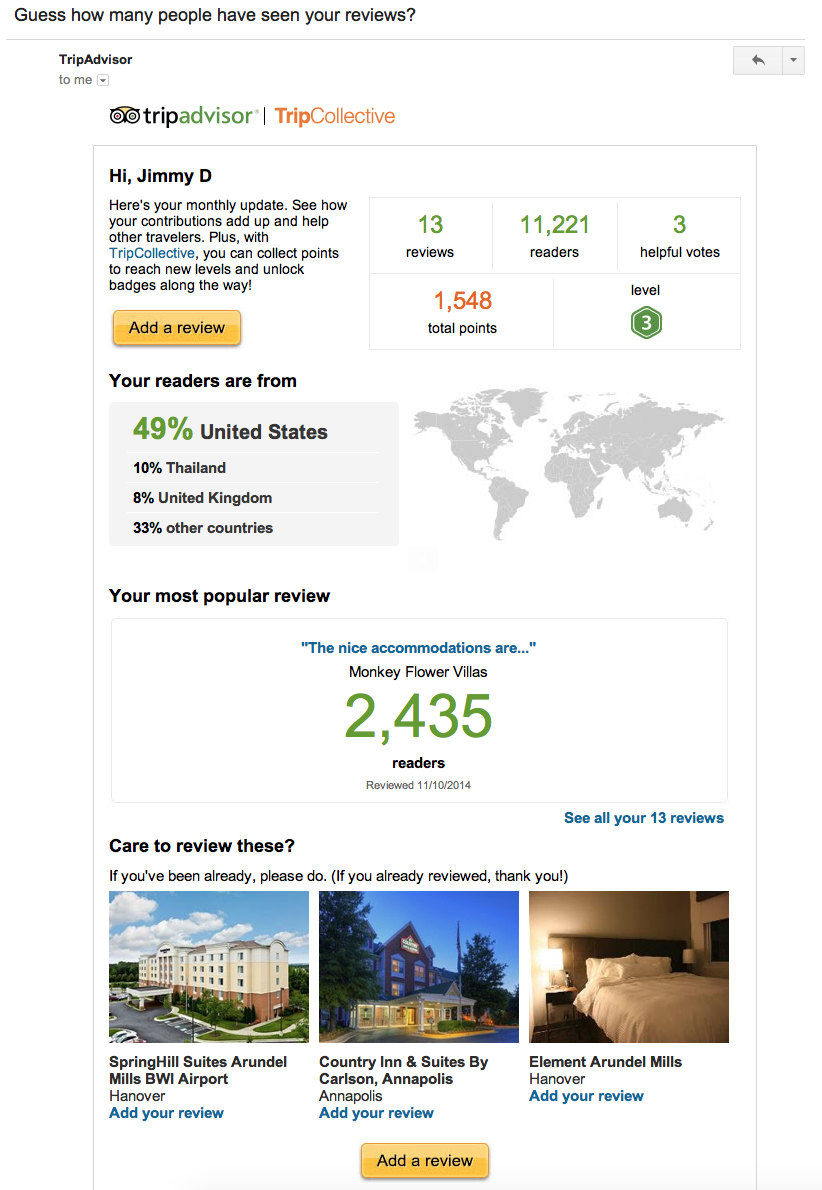 Guess how many people have seen your reviews?
TripAdvisor
to me
tripadvisor® | TripCollective
Hi, Jimmy D
Here's your monthly update. See how
your contributions add up and help
other travelers. Plus, with
TripCollective, you can collect points
to reach new levels and unlock
badges along the way!
Add a review
13
reviews
11,221
readers
3
helpful votes
1,548
total points
level
3
Your readers are from
49% United States
10% Thailand
8% United Kingdom
33% other countries
Your most popular review
"The nice accommodations are..."
Monkey Flower Villas
2,435
readers
Reviewed 11/10/2014
See all your 13 reviews
Care to review these?
If you've been already, please do. (If you already reviewed, thank you!)
SpringHill Suites Arundel
Mills BWI Airport
Hanover
Add your review
Country Inn & Suites By
Carlson, Annapolis
Annapolis
Add your review
Element Arundel Mills
Hanover
Add your review
Add a review